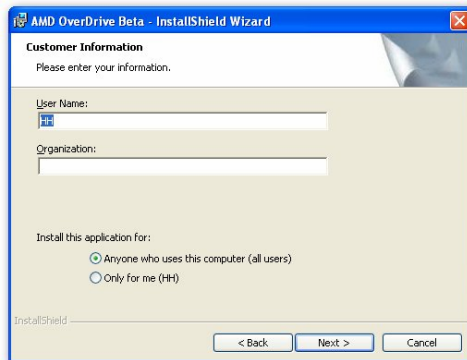 AMD OverDrive Beta - InstallShield Wizard
Customer Information
Please enter your information.
User Name:
HH
Organization:
Install this application for:
Anyone who uses this computer (all users)
Only for me (HH)
InstallShield
< Back Next > Cancel